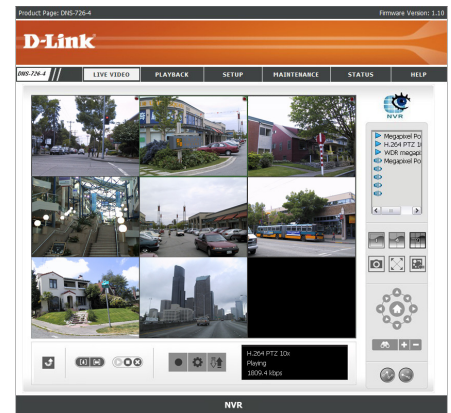 Product Page: DNS-726-4
Firmware Version: 1.10
D-Link
DNS-726-4
LIVE VIDEO
PLAYBACK
SETUP
MAINTENANCE
STATUS
HELP
NVR
Megapixel Po
H.264 PTZ 1
WDR megapi
Megapixel Po
H.264 PTZ 10x
Playing
1809.4 kbps
NVR